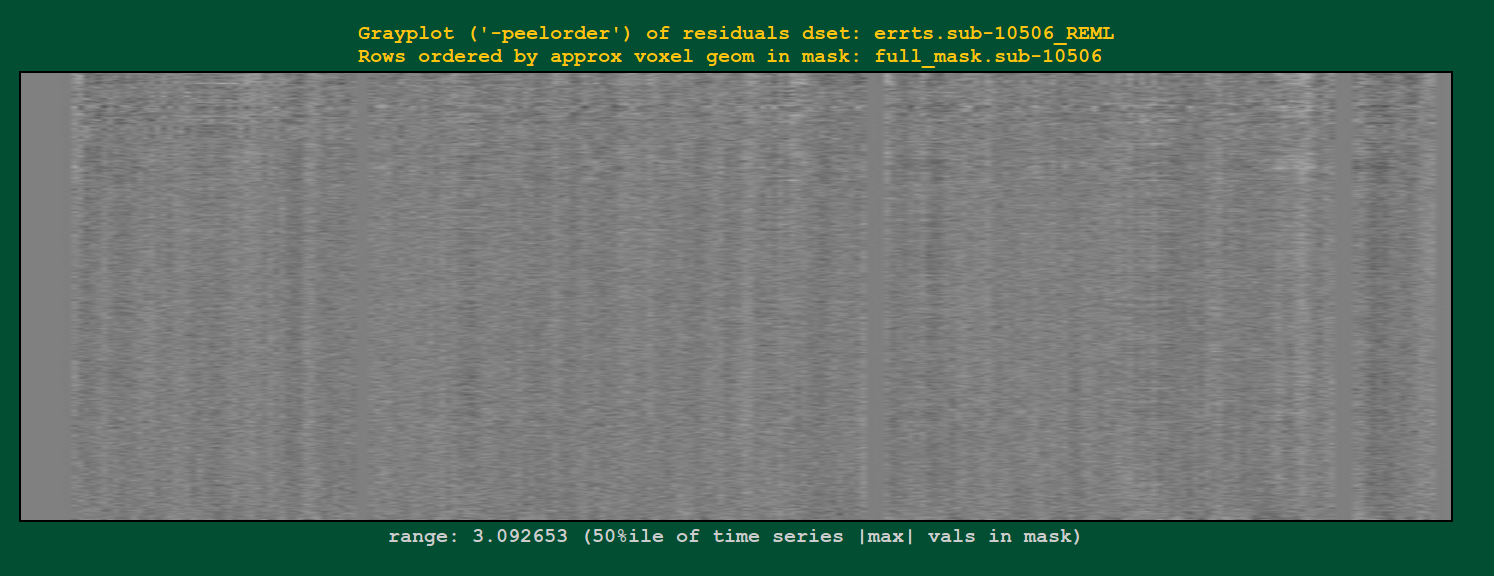 Grayplot ('-peelorder') of residuals dset: errts.sub-10506_REML
Rows ordered by approx voxel geom in mask: full_mask.sub-10506
range: 3.092653 (50%ile of time series |max| vals in mask)